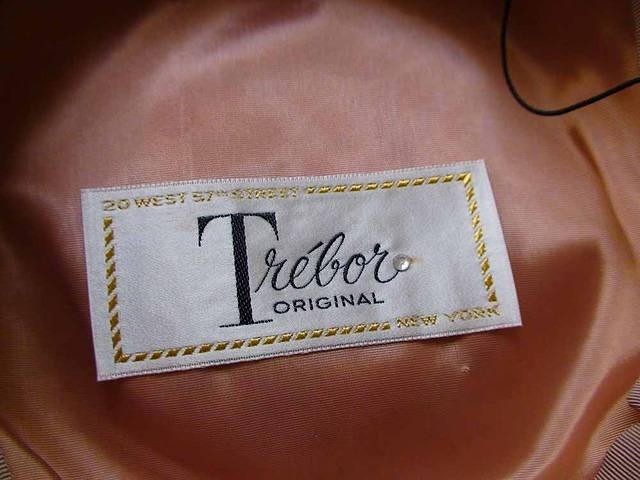 20 WEST 57TH STREET
Trébor
ORIGINAL
NEW YORK